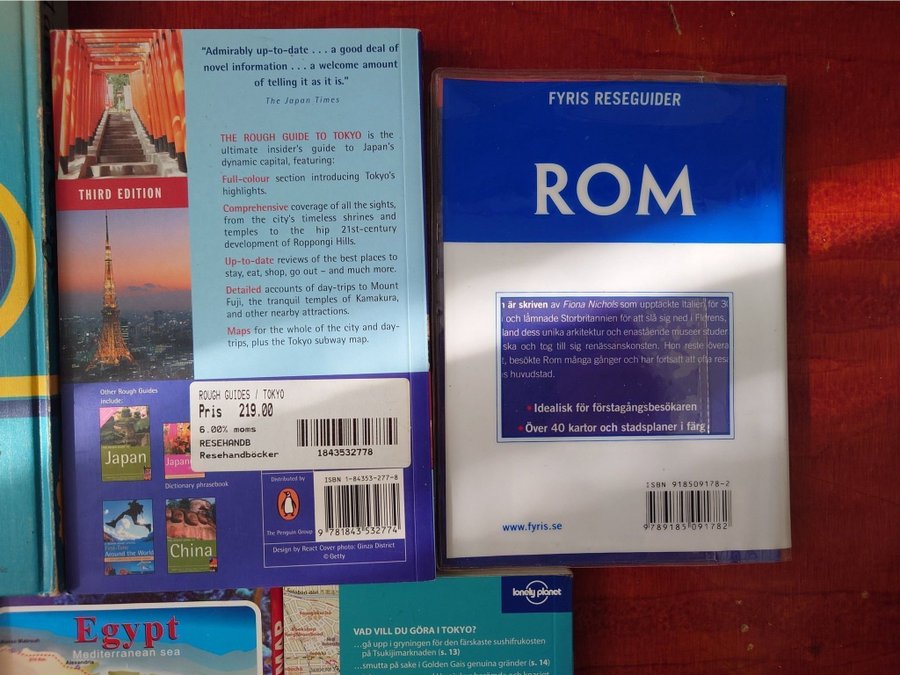 "Admirably up-to-date . . . a good deal of
novel information . . . a welcome amount
of telling it as it is."
The Japan Times
THE ROUGH GUIDE TO TOKYO is the
ultimate insider's guide to Japan's
dynamic capital, featuring:
Full-colour section introducing Tokyo's
highlights.
Comprehensive coverage of all the sights,
from the city's timeless shrines and
temples to the hip 21st-century
development of Roppongi Hills.
Up-to-date reviews of the best places to
stay, eat, shop, go out – and much more.
Detailed accounts of day-trips to Mount
Fuji, the tranquil temples of Kamakura,
and other nearby attractions.
Maps for the whole of the city and day-
trips, plus the Tokyo subway map.
THIRD EDITION
Other Rough Guides
include:
Japan
Dictionary phrasebook
First-Time
Around the World
China
ROUGH GUIDES / TOKYO
Pris 219.00
6.00% moms
RESEHANDB
Resehandböcker
1843532778
Distributed by
The Penguin Group
ISBN 1-84353-277-8
9 781843 532774
Design by React Cover photo: Ginza District
© Getty
FYRIS RESEGUIDER
ROM
n är skriven av Fiona Nichols som upptäckte Italien för 30
och lämnade Storbritannien för att slå sig ned i Florens,
land dess unika arkitektur och enastående museer studer
ska och tog till sig renässanskonsten. Hon reste övera
t, besökte Rom många gånger och har fortsatt att ofta resa
s huvudstad.
• Idealisk för förstagångsbesökaren
• Över 40 kartor och stadsplaner i färg
ISBN 918509178-2
9789185 091782
www.fyris.se
Egypt
Mediterranean sea
Alexandria
MAP
lonely planet
VAD VILL DU GÖRA I TOKYO?
...gå upp i gryningen för den färskaste sushifrukosten
på Tsukijimarknaden (s. 13)
...smutta på sake i Golden Gais genuina gränder (s. 14)